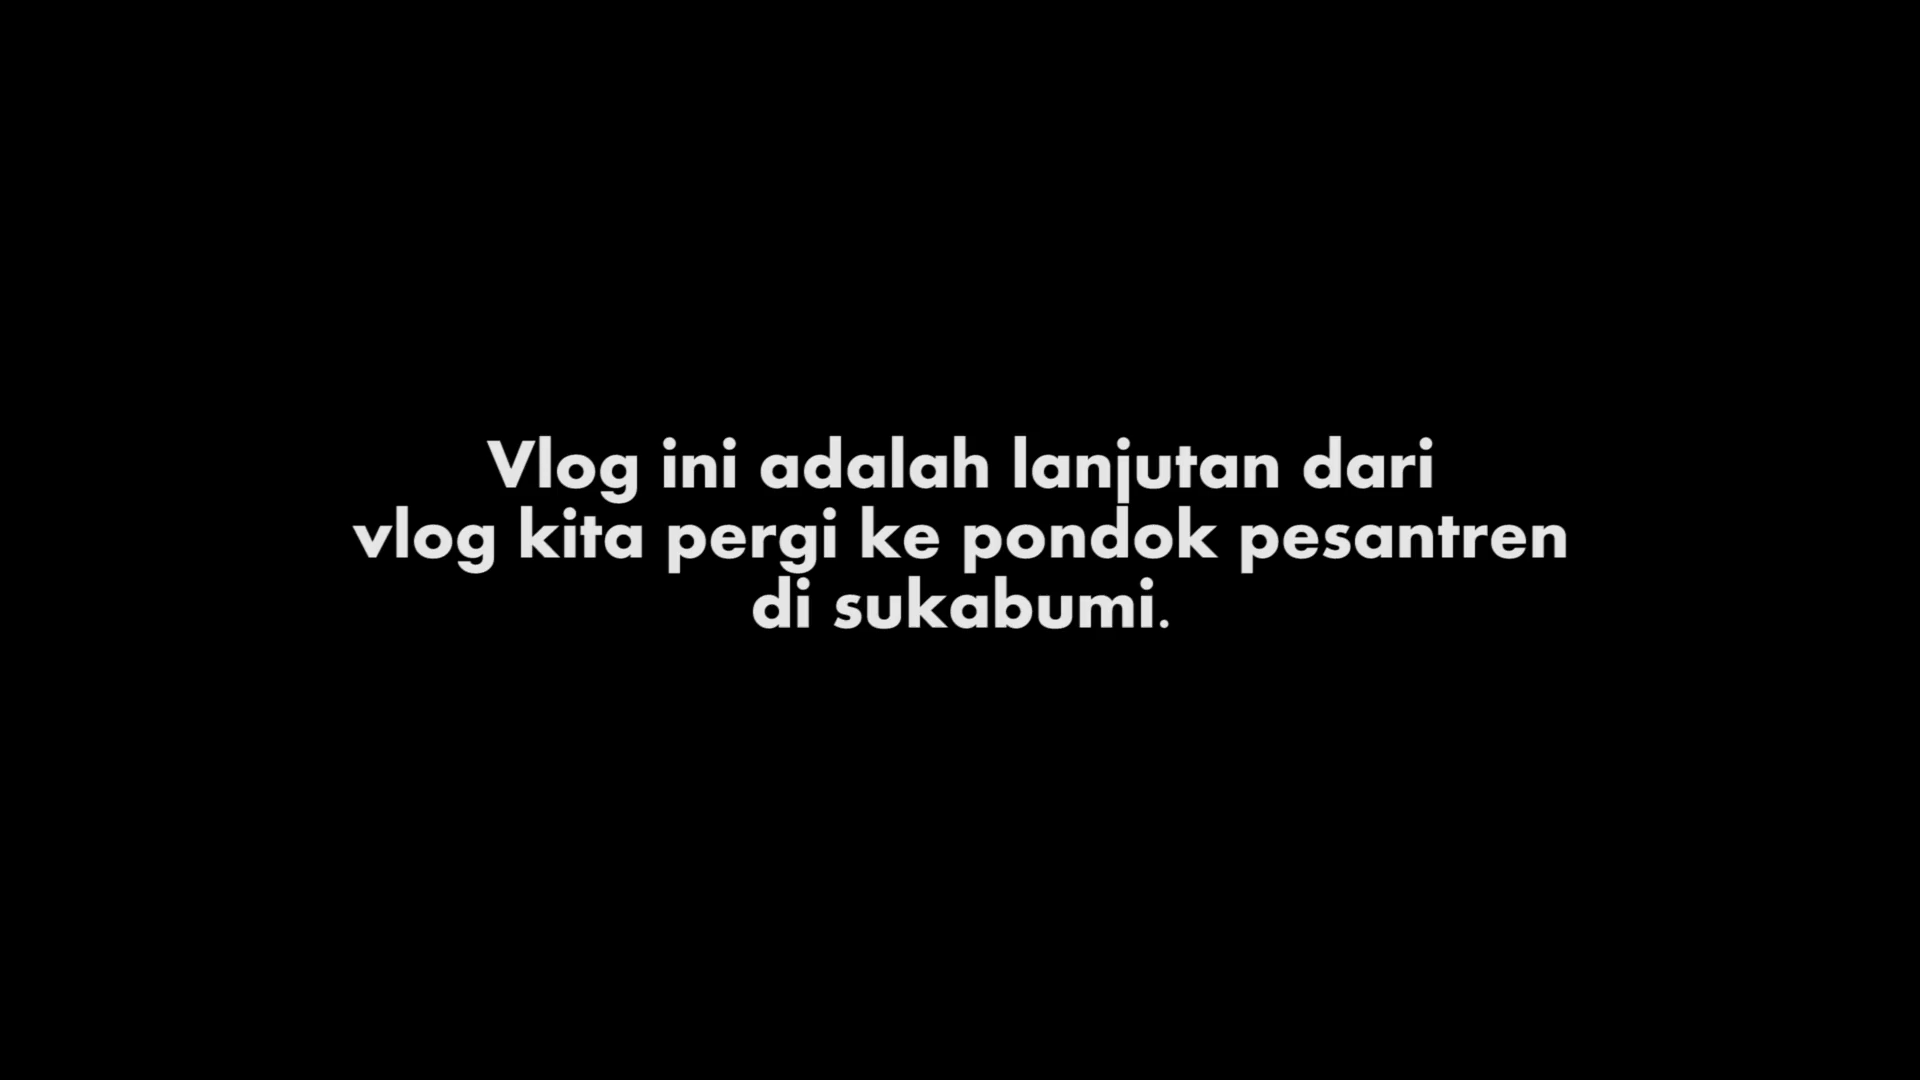 Vlog ini adalah lanjutan dari
vlog kita pergi ke pondok pesantren
di sukabumi.